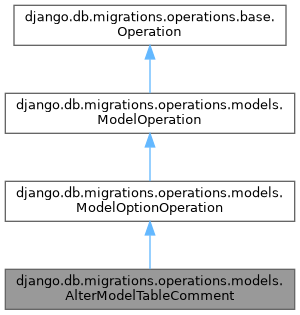 django.db.migrations.operations.base.
Operation
django.db.migrations.operations.models.
ModelOperation
django.db.migrations.operations.models.
ModelOptionOperation
django.db.migrations.operations.models.
AlterModelTableComment